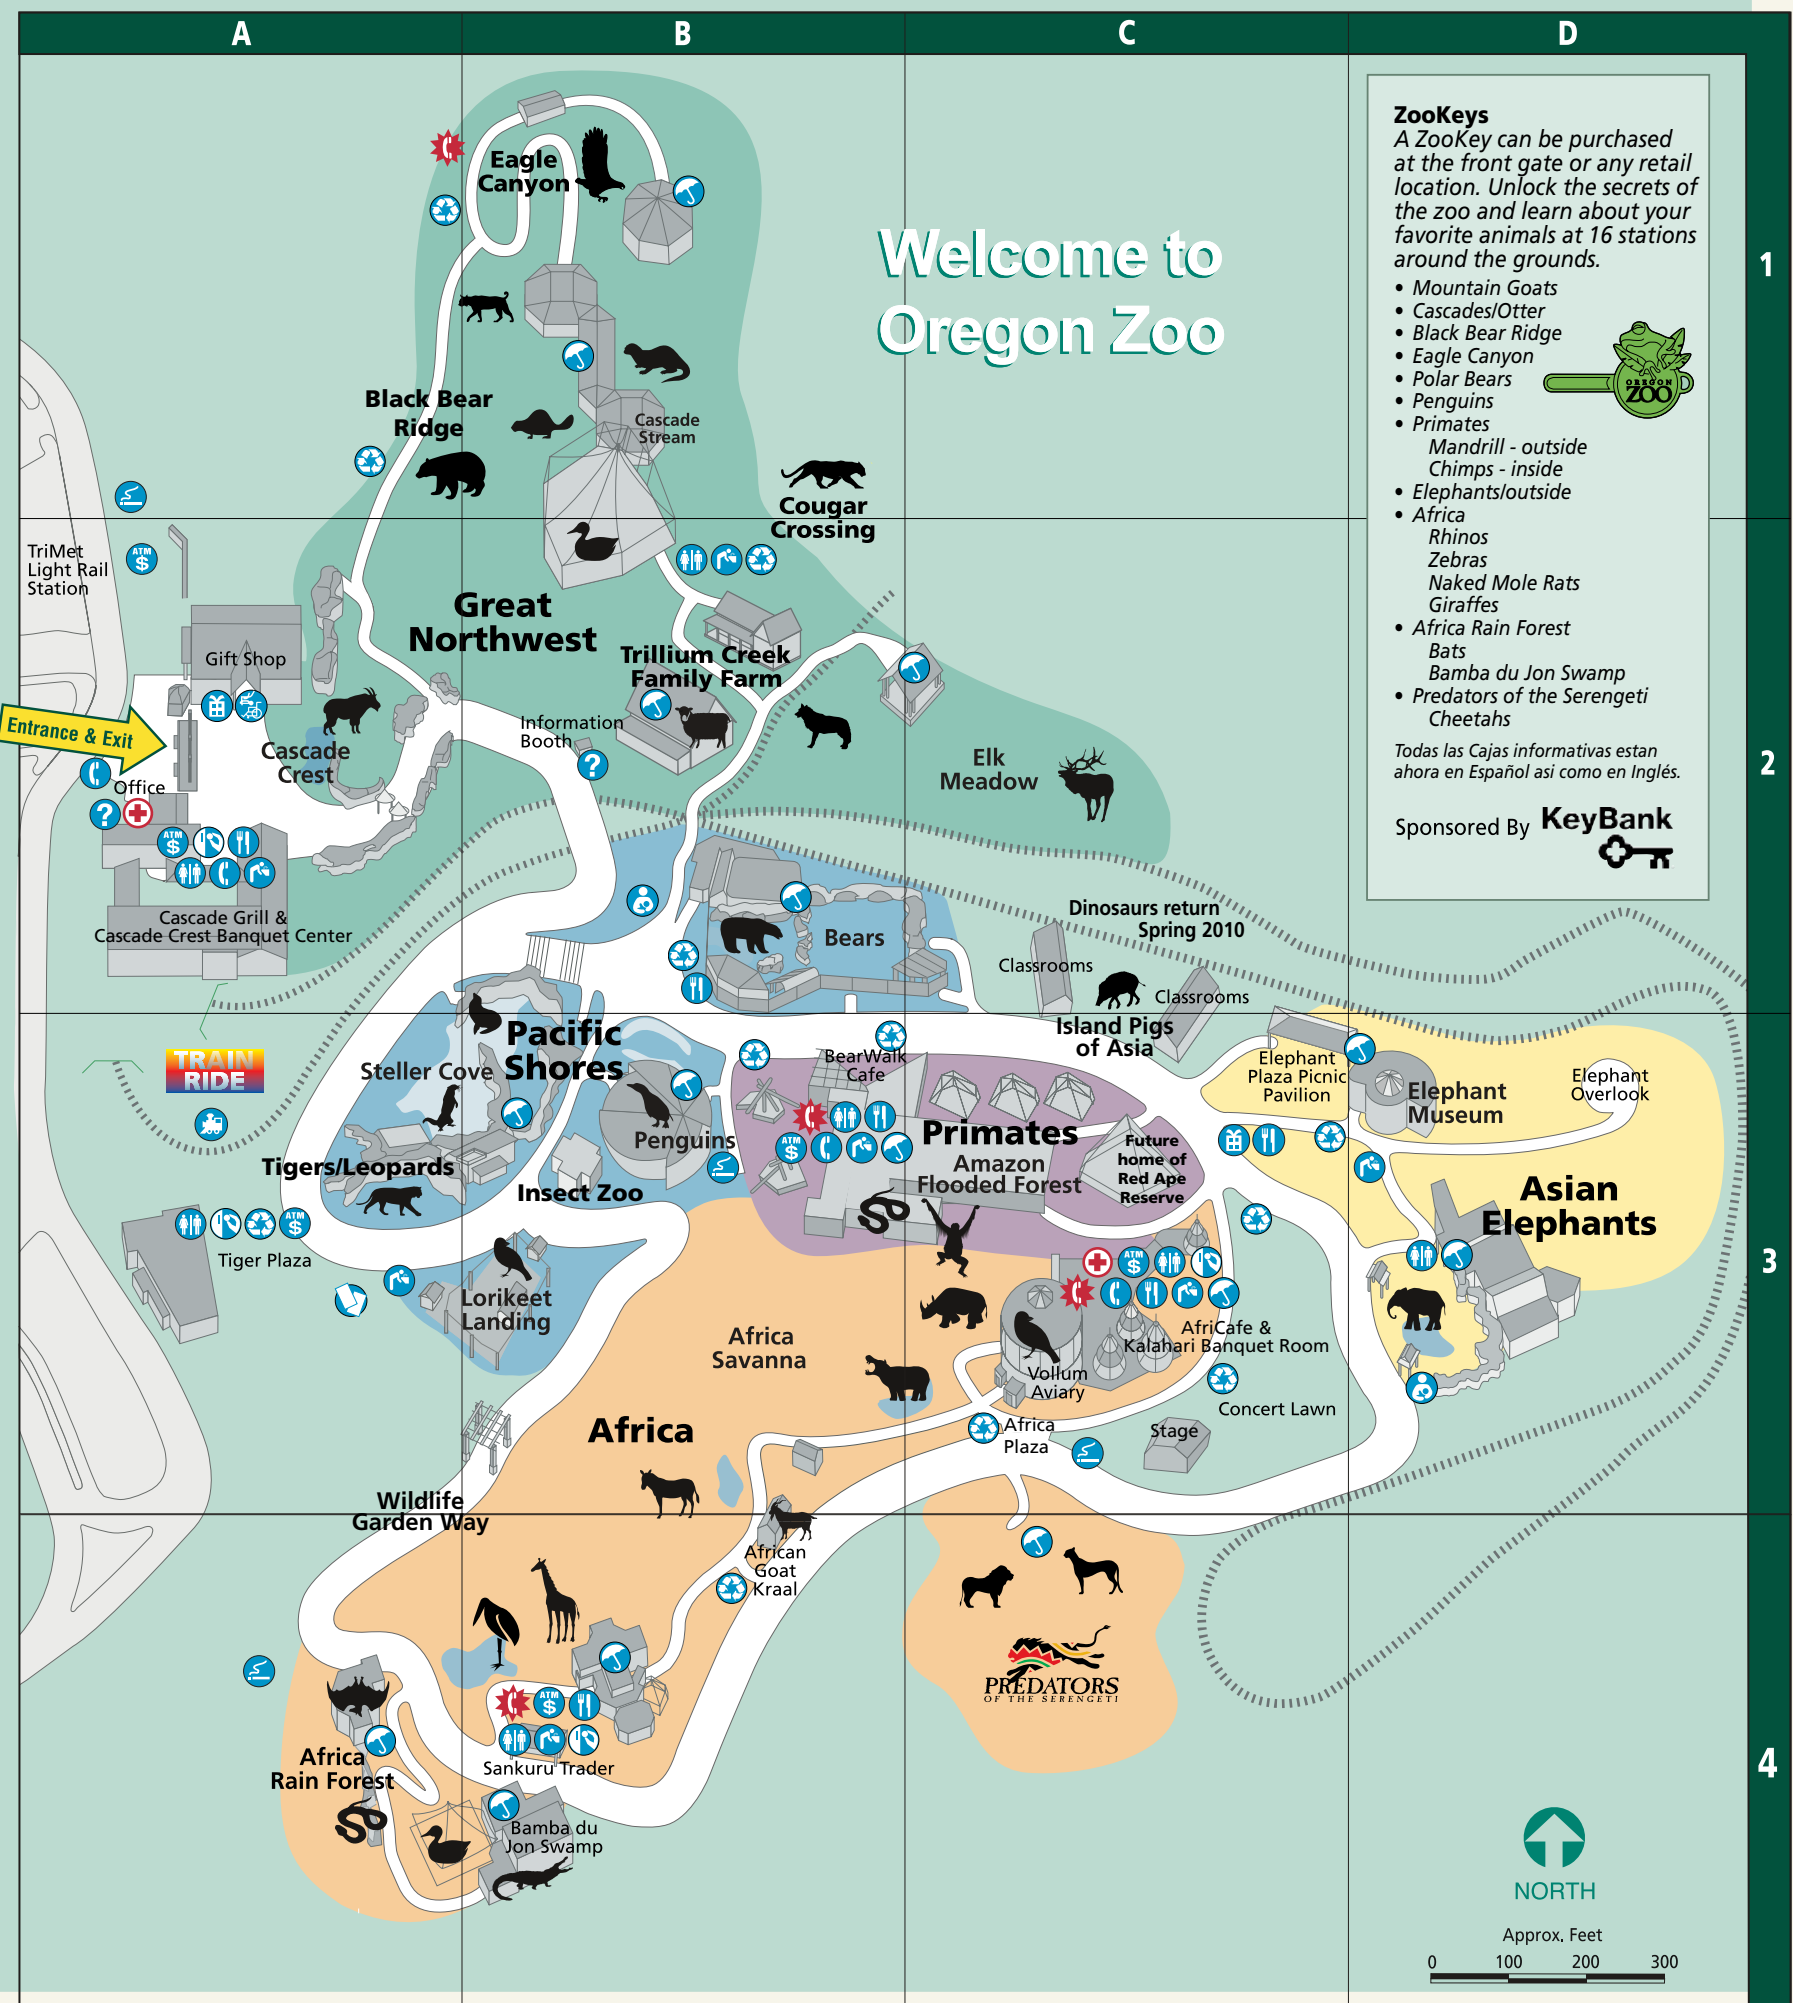 A
B
C
D
1
2
3
4
Welcome to
Oregon Zoo
ZooKeys
A ZooKey can be purchased
at the front gate or any retail
location. Unlock the secrets of
the zoo and learn about your
favorite animals at 16 stations
around the grounds.
• Mountain Goats
• Cascades/Otter
• Black Bear Ridge
• Eagle Canyon
• Polar Bears
• Penguins
• Primates
Mandrill - outside
Chimps - inside
• Elephants/outside
• Africa
Rhinos
Zebras
Naked Mole Rats
Giraffes
• Africa Rain Forest
Bats
Bamba du Jon Swamp
• Predators of the Serengeti
Cheetahs
OREGON
ZOO
Todas las Cajas informativas estan
ahora en Español asi como en Inglés.
Sponsored By KeyBank
Eagle
Canyon
Black Bear
Ridge
Cascade
Stream
Cougar
Crossing
TriMet
Light Rail
Station
ATM
$
Great
Northwest
Gift Shop
Trillium Creek
Family Farm
Entrance & Exit
Cascade
Crest
Information
Booth
?
Elk
Meadow
Office
?
ATM
$
Cascade Grill &
Cascade Crest Banquet Center
Bears
Dinosaurs return
Spring 2010
Classrooms
Classrooms
Island Pigs
of Asia
TRAIN
RIDE
Pacific
Shores
Steller Cove
Penguins
BearWalk
Cafe
Elephant
Plaza Picnic
Pavilion
Elephant
Museum
Elephant
Overlook
ATM
$
Primates
Amazon
Flooded Forest
Future
home of
Red Ape
Reserve
Tigers/Leopards
Insect Zoo
Asian
Elephants
ATM
$
Tiger Plaza
Lorikeet
Landing
ATM
$
Africa
Savanna
AfriCafe &
Kalahari Banquet Room
Vollum
Aviary
Africa
Concert Lawn
Africa
Plaza
Stage
Wildlife
Garden Way
African
Goat
Kraal
PREDATORS
OF THE SERENGETI
ATM
$
Sankuru Trader
Africa
Rain Forest
Bamba du
Jon Swamp
NORTH
Approx. Feet
0 100 200 300